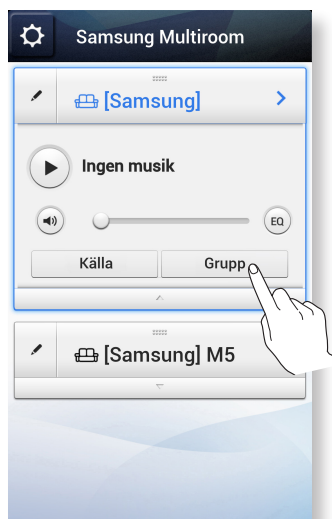 Samsung Multiroom
[Samsung]
Ingen musik
EQ
Källa Grupp
[Samsung] M5